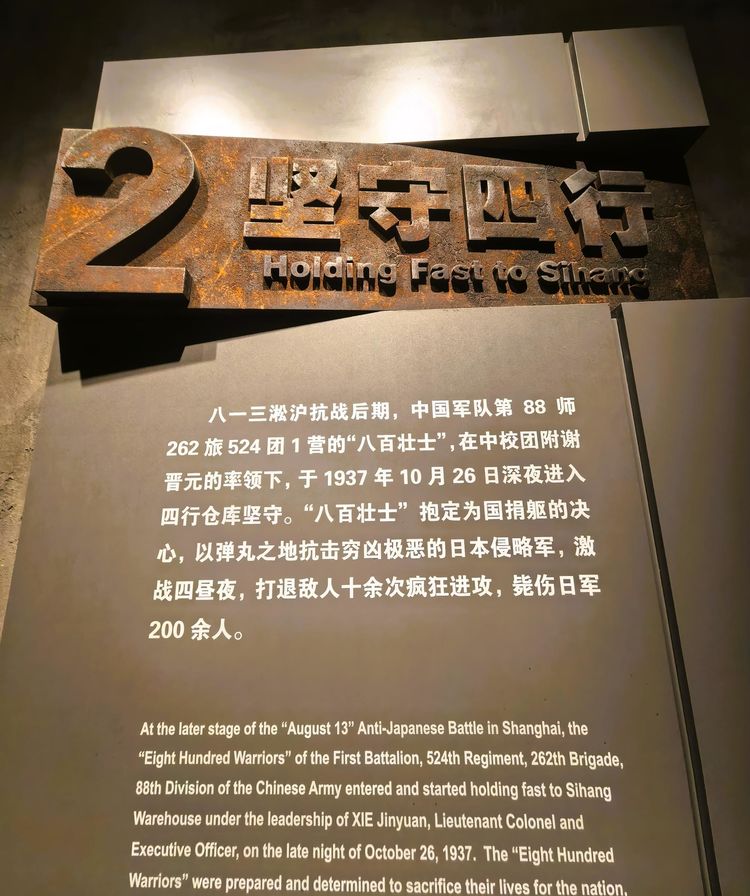 2 坚守四行
Holding Fast to Sihang
八一三淞沪抗战后期，中国军队第 88 师
262 旅 524 团 1 营的“八百壮士”，在中校团附谢
晋元的率领下，于 1937 年 10 月 26 日深夜进入
四行仓库坚守。“八百壮士” 抱定为国捐躯的决
心，以弹丸之地抗击穷凶极恶的日本侵略军，激
战四昼夜，打退敌人十余次疯狂进攻，毙伤日军
200 余人。
At the later stage of the “August 13” Anti-Japanese Battle in Shanghai, the
“Eight Hundred Warriors” of the First Battalion, 524th Regiment, 262th Brigade,
88th Division of the Chinese Army entered and started holding fast to Sihang
Warehouse under the leadership of XIE Jinyuan, Lieutenant Colonel and
Executive Officer, on the late night of October 26, 1937. The “Eight Hundred
Warriors” were prepared and determined to sacrifice their lives for the nation,